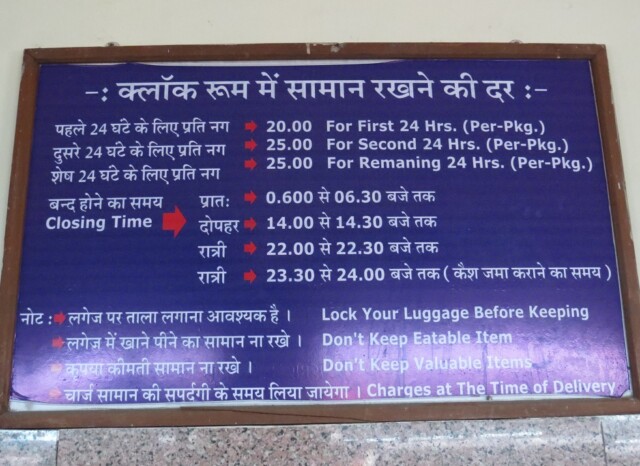 -: क्लॉक रूम में सामान रखने की दर :-
पहले 24 घंटे के लिए प्रति नग ➡ 20.00 For First 24 Hrs. (Per-Pkg.)
दुसरे 24 घंटे के लिए प्रति नग ➡ 25.00 For Second 24 Hrs. (Per-Pkg.)
शेष 24 घंटे के लिए प्रति नग ➡ 25.00 For Remaning 24 Hrs. (Per-Pkg.)
बन्द होने का समय प्रात: ➡ 0.600 से 06.30 बजे तक
Closing Time ➡ दोपहर ➡ 14.00 से 14.30 बजे तक
रात्री ➡ 22.00 से 22.30 बजे तक
रात्री ➡ 23.30 से 24.00 बजे तक ( कैश जमा कराने का समय )
नोट : ➡ लगेज पर ताला लगाना आवश्यक है । Lock Your Luggage Before Keeping
➡ लगेज में खाने पीने का सामान ना रखे । Don't Keep Eatable Item
➡ कृपया कीमती सामान ना रखे । Don't Keep Valuable Items
➡ चार्ज सामान की सपर्दगी के समय लिया जायेगा । Charges at The Time of Delivery